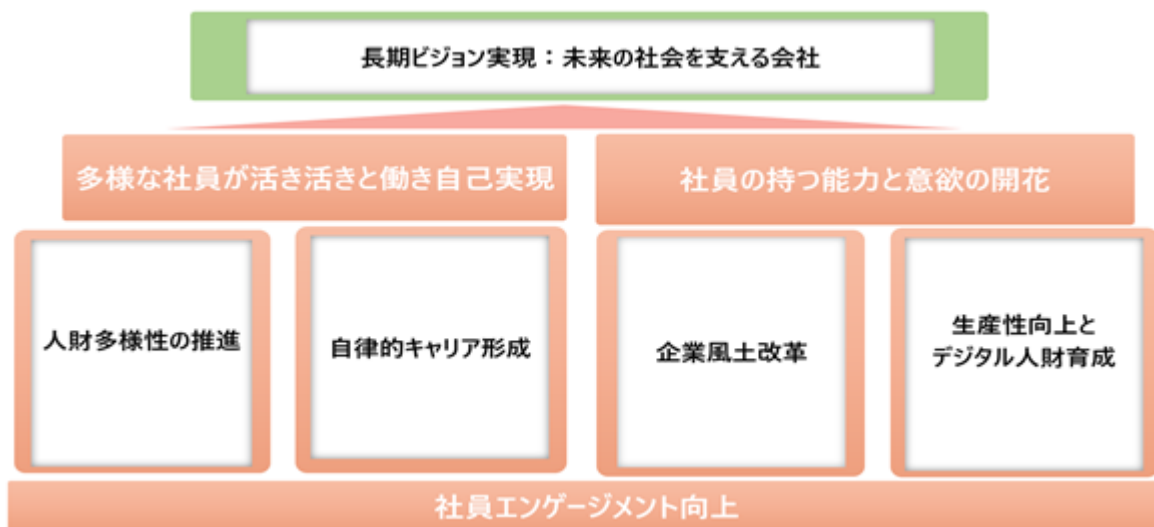 長期ビジョン実現：未来の社会を支える会社
多様な社員が活き活きと働き自己実現
社員の持つ能力と意欲の開花
人財多様性の推進
自律的キャリア形成
企業風土改革
生産性向上と
デジタル人財育成
社員エンゲージメント向上